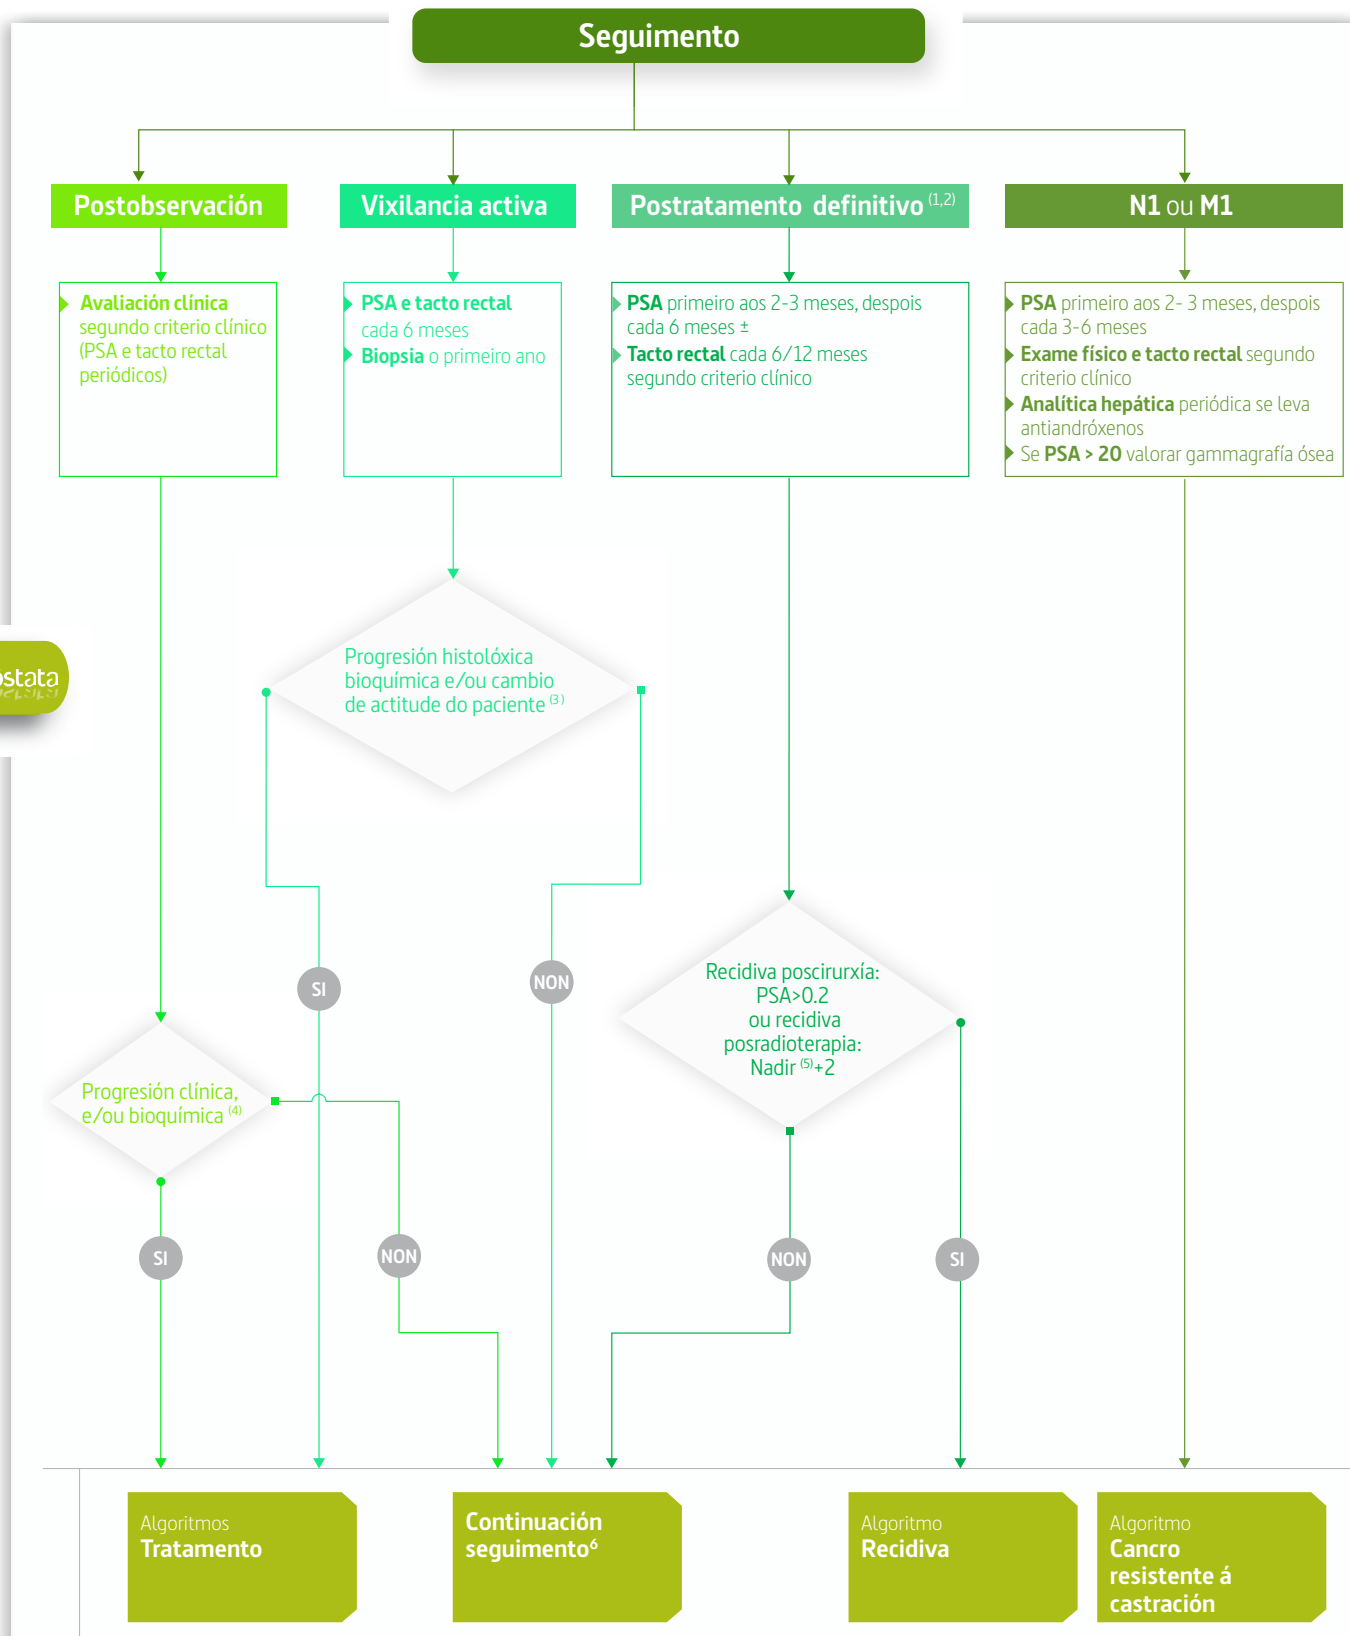 Seguimento
Postobservación
Vixilancia activa
Postratamento definitivo (1,2)
N1 ou M1
Avaliación clínica
segundo criterio clínico
(PSA e tacto rectal
periódicos)
PSA e tacto rectal
cada 6 meses
Biopsia o primeiro ano
PSA primeiro aos 2-3 meses, despois
cada 6 meses ±
Tacto rectal cada 6/12 meses
segundo criterio clínico
PSA primeiro aos 2- 3 meses, despois
cada 3-6 meses
Exame físico e tacto rectal segundo
criterio clínico
Analítica hepática periódica se leva
antiandróxenos
Se PSA > 20 valorar gammagrafía ósea
Progresión histolóxica
bioquímica e/ou cambio
de actitude do paciente (3)
ostata
SI
NON
Recidiva poscirurxía:
PSA>0.2
ou recidiva
posradioterapia:
Nadir (5)+2
Progresión clínica,
e/ou bioquímica (4)
SI
NON
NON
SI
Algoritmos
Tratamento
Continuación
seguimento6
Algoritmo
Recidiva
Algoritmo
Cancro
resistente á
castración